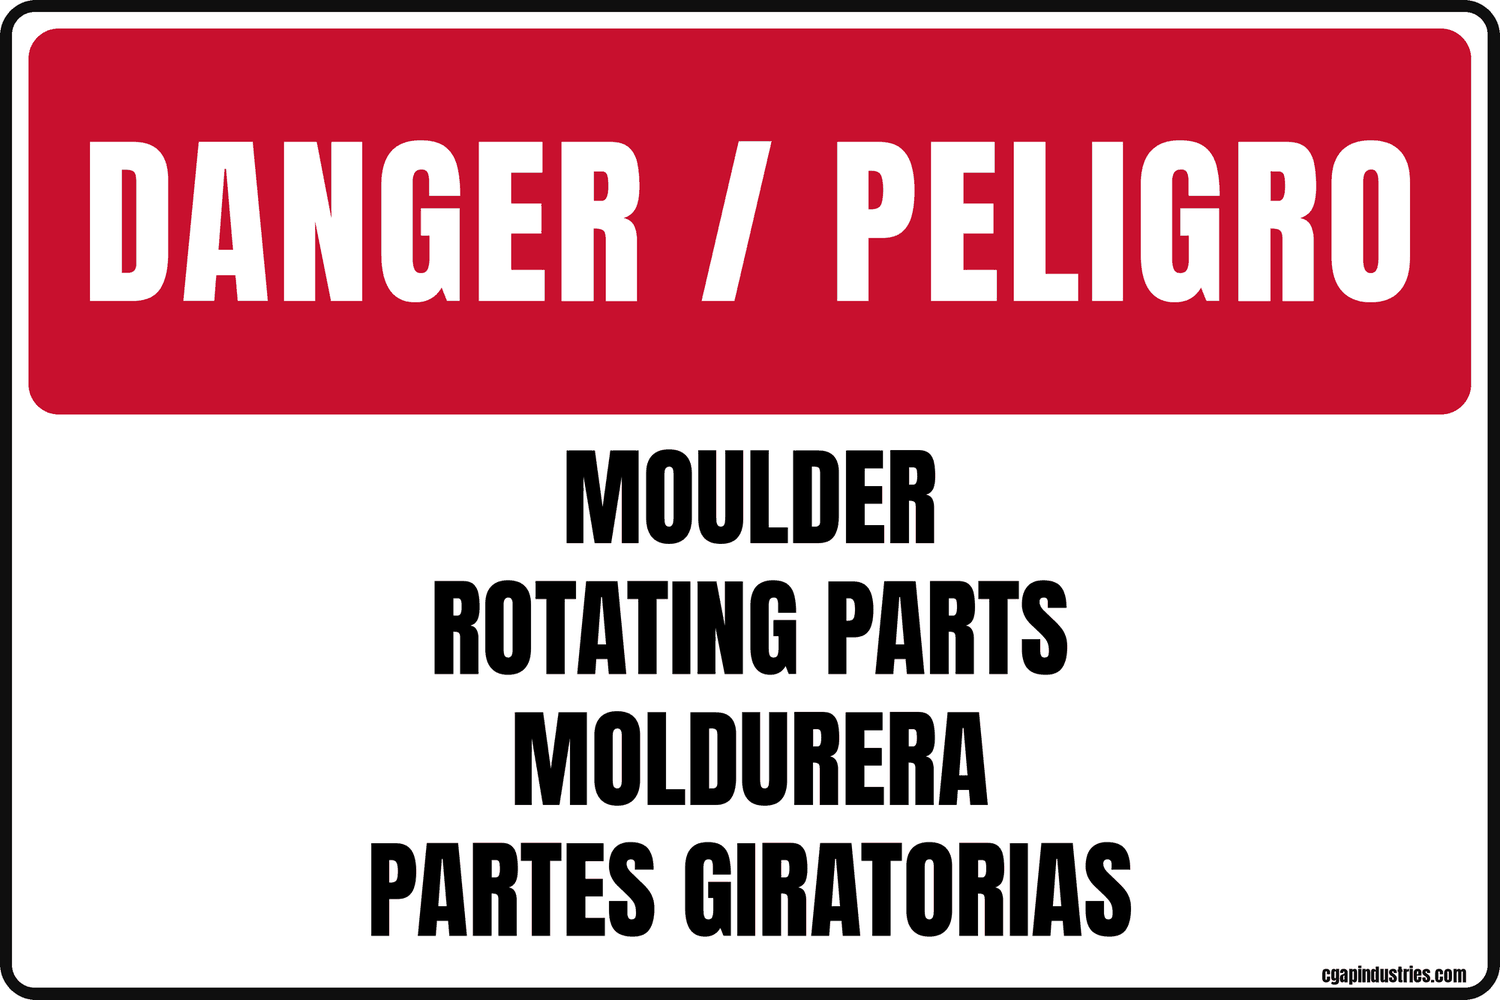 DANGER / PELIGRO
MOULDER
ROTATING PARTS
MOLDURERA
PARTES GIRATORIAS
cgapindustries.com